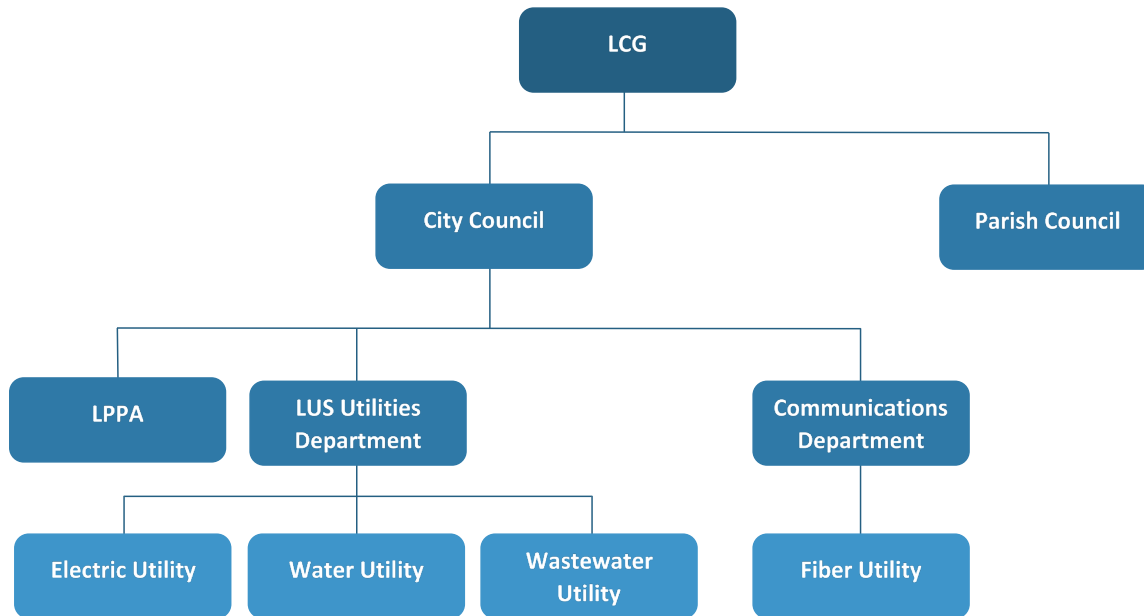 LCG
City Council
Parish Council
LPPA
LUS Utilities
Department
Communications
Department
Electric Utility
Water Utility
Wastewater
Utility
Fiber Utility